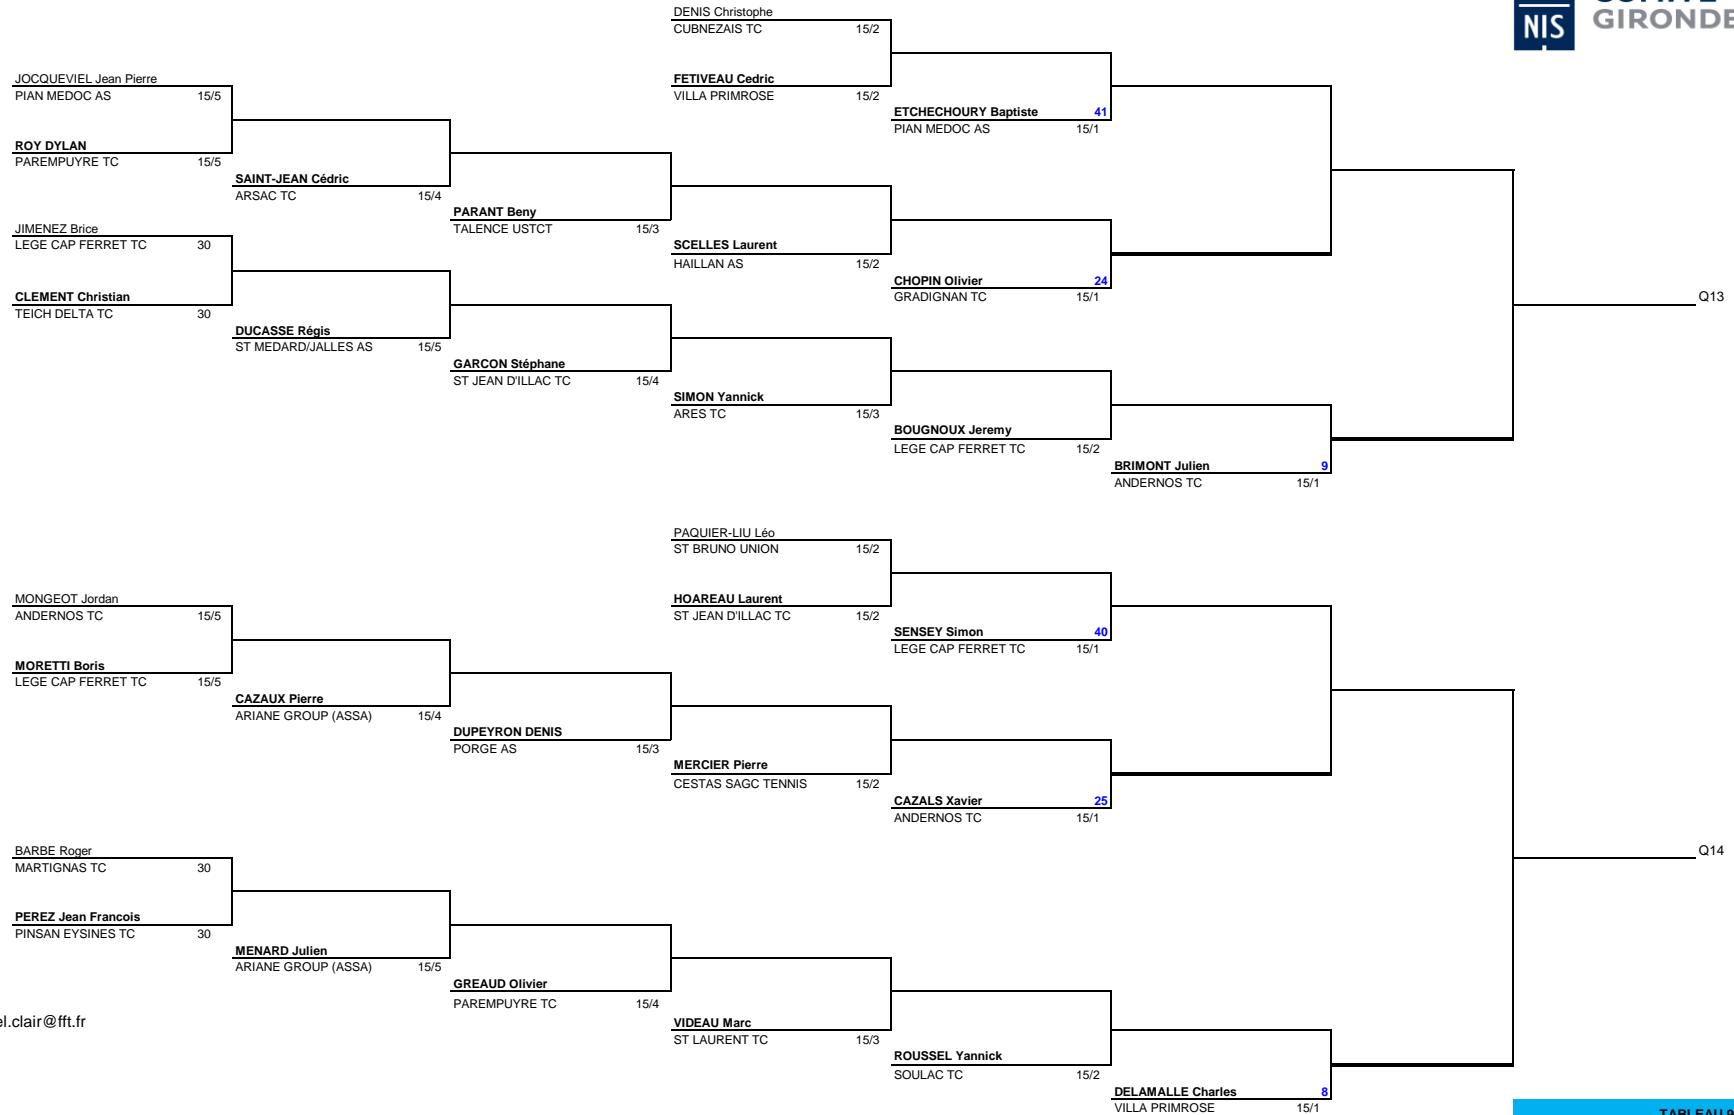 DENIS Christophe
CUBNEZAIS TC 15/2
NIS
GIRONDE
JOCQUEVIEL Jean Pierre
PIAN MEDOC AS 15/5
FETIVEAU Cedric
VILLA PRIMROSE 15/2
ETCHECHOURY Baptiste 41
PIAN MEDOC AS 15/1
ROY DYLAN
PAREMPUYRE TC 15/5
SAINT-JEAN Cédric
ARSAC TC 15/4
PARANT Beny
TALENCE USTCT 15/3
JIMENEZ Brice
LEGE CAP FERRET TC 30
SCELLES Laurent
HAILLAN AS 15/2
CHOPIN Olivier 24
GRADIGNAN TC 15/1
CLEMENT Christian
TEICH DELTA TC 30
Q13
DUCASSE Régis
ST MEDARD/JALLES AS 15/5
GARCON Stéphane
ST JEAN D'ILLAC TC 15/4
SIMON Yannick
ARES TC 15/3
BOUGNOUX Jeremy
LEGE CAP FERRET TC 15/2
BRIMONT Julien 9
ANDERNOS TC 15/1
PAQUIER-LIU Léo
ST BRUNO UNION 15/2
MONGEOT Jordan
ANDERNOS TC 15/5
HOAREAU Laurent
ST JEAN D'ILLAC TC 15/2
SENSEY Simon 40
LEGE CAP FERRET TC 15/1
MORETTI Boris
LEGE CAP FERRET TC 15/5
CAZAUX Pierre
ARIANE GROUP (ASSA) 15/4
DUPEYRON DENIS
PORGE AS 15/3
MERCIER Pierre
CESTAS SAGC TENNIS 15/2
CAZALS Xavier 25
ANDERNOS TC 15/1
BARBE Roger
MARTIGNAS TC 30
Q14
PEREZ Jean Francois
PINSAN EYSINES TC 30
MENARD Julien
ARIANE GROUP (ASSA) 15/5
GREAUD Olivier
PAREMPUYRE TC 15/4
el.clair@fft.fr
VIDEAU Marc
ST LAURENT TC 15/3
ROUSSEL Yannick
SOULAC TC 15/2
DELAMALLE Charles 8
VILLA PRIMROSE 15/1